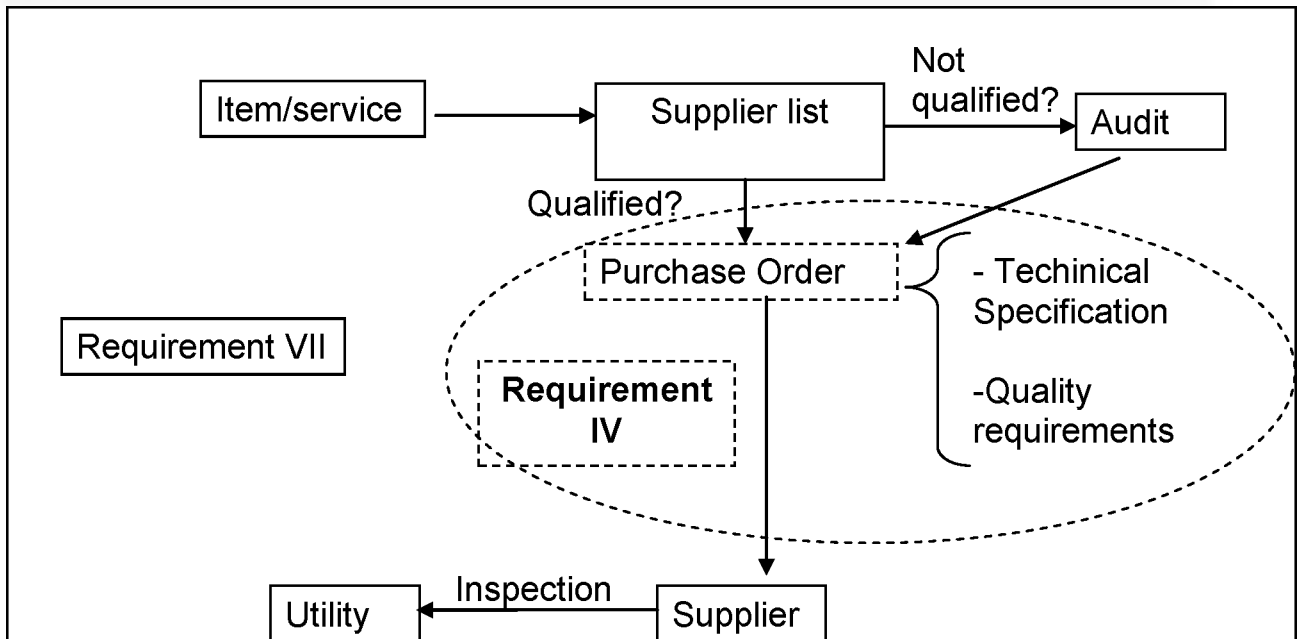 Not
qualified?
Item/service
Supplier list
Audit
Qualified?
Purchase Order
- Techinical
Specification
Requirement VII
Requirement
IV
-Quality
requirements
Inspection
Utility
Supplier